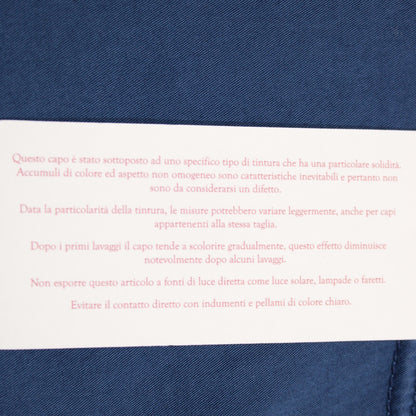 Questo capo è stato sottoposto ad uno specifico tipo di tintura che ha una particolare solidità.
Accumuli di colore ed aspetto non omogeneo sono caratteristiche inevitabili e pertanto non
sono da considerarsi un difetto.
Data la particolarità della tintura, le misure potrebbero variare leggermente, anche per capi
appartenenti alla stessa taglia.
Dopo i primi lavaggi il capo tende a scolorire gradualmente, questo effetto diminuisce
notevolmente dopo alcuni lavaggi.
Non esporre questo articolo a fonti di luce diretta come luce solare, lampade o faretti.
Evitare il contatto diretto con indumenti e pellami di colore chiaro.